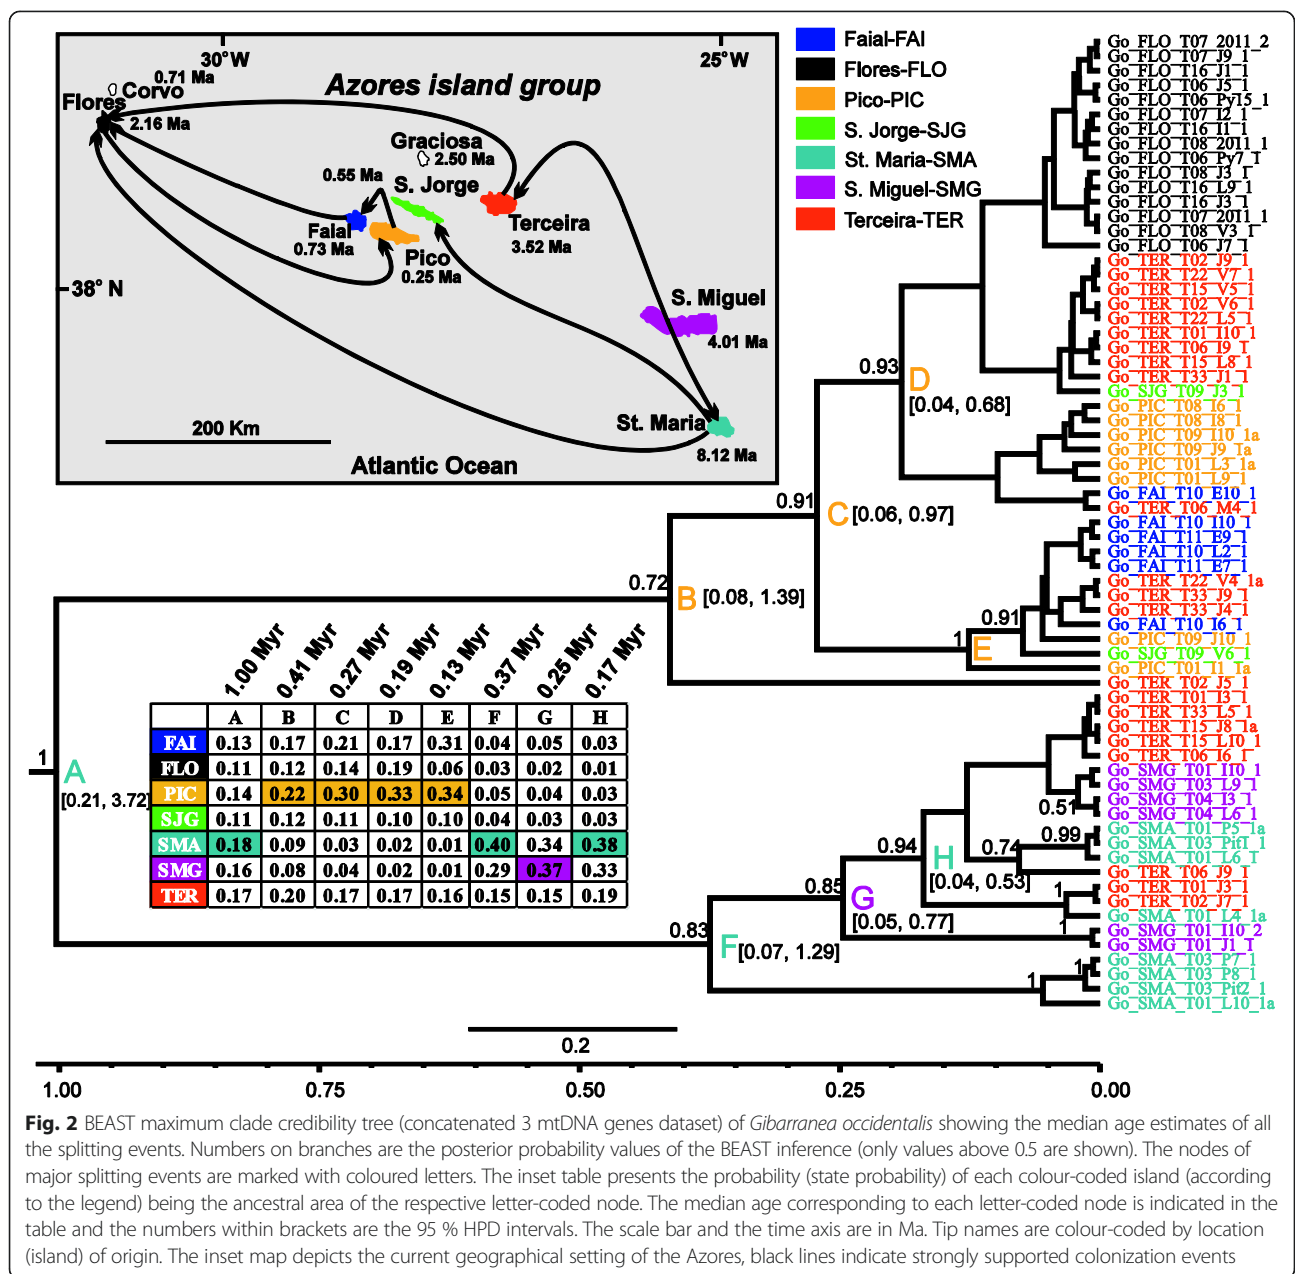 30°W
25°W
Azores island group
0.71 Ma
Corvo
Flores
2.16 Ma
Graciosa
2.50 Ma
0.55 Ma
S. Jorge
Faial
0.73 Ma
Pico
0.25 Ma
Terceira
3.52 Ma
38° N
S. Miguel
4.01 Ma
St. Maria
8.12 Ma
200 Km
Atlantic Ocean
Faial-FAI
Flores-FLO
Pico-PIC
S. Jorge-SJG
St. Maria-SMA
S. Miguel-SMG
Terceira-TER
Go_FLO_T07_2011_2
Go_FLO_T07_J9_1
Go_FLO_T16_J1_1
Go_FLO_T06_J5_1
Go_FLO_T06_Py15_1
Go_FLO_T07_I2_1
Go_FLO_T16_I1_1
Go_FLO_T08_2011_1
Go_FLO_T06_Py7_1
Go_FLO_T08_J3_1
Go_FLO_T16_L9_1
Go_FLO_T16_J3_1
Go_FLO_T07_2011_1
Go_FLO_T08_V3_1
Go_FLO_T06_J7_1
Go_TER_T02_J9_1
Go_TER_T22_V7_1
Go_TER_T15_V5_1
Go_TER_T02_V6_1
Go_TER_T22_L5_1
Go_TER_T01_I10_1
Go_TER_T06_I9_1
Go_TER_T15_L8_1
Go_TER_T33_J1_1
Go_SJG_T09_J3_1
Go_PIC_T08_I6_1
Go_PIC_T08_I8_1
Go_PIC_T09_I10_1a
Go_PIC_T09_J9_1a
Go_PIC_T01_L3_1a
Go_PIC_T01_L9_1
Go_FAI_T10_E10_1
Go_TER_T06_M4_1
Go_FAI_T10_I10_1
Go_FAI_T11_E9_1
Go_FAI_T10_L2_1
Go_FAI_T11_E7_1
Go_TER_T22_V4_1a
Go_TER_T33_J9_1
Go_TER_T33_J4_1
Go_FAI_T10_I6_1
Go_PIC_T09_J10_1
Go_SJG_T09_V6_1
Go_PIC_T01_I1_1a
Go_TER_T02_J5_1
Go_TER_T01_I3_1
Go_TER_T33_L5_1
Go_TER_T15_J8_1a
Go_TER_T15_L10_1
Go_TER_T06_I6_1
Go_SMG_T01_I10_1
Go_SMG_T03_L9_1
Go_SMG_T04_I3_1
Go_SMG_T04_L6_1
Go_SMA_T01_P5_1a
Go_SMA_T03_Pit1_1
Go_SMA_T01_L6_1
Go_TER_T06_J9_1
Go_TER_T01_J3_1
Go_TER_T02_J7_1
Go_SMA_T01_L4_1a
Go_SMG_T01_I10_2
Go_SMG_T01_J1_1
Go_SMA_T03_P7_1
Go_SMA_T03_P8_1
Go_SMA_T03_Pit2_1
Go_SMA_T01_L10_1a
0.93
D
[0.04, 0.68]
0.91
C [0.06, 0.97]
0.72
B [0.08, 1.39]
0.91
1
E
1
A
[0.21, 3.72]
0.51
0.99
0.74
0.94
H
[0.04, 0.53]
0.85
G
[0.05, 0.77]
1
1
0.83
F [0.07, 1.29]
1
1
1.00 Myr 0.41 Myr 0.27 Myr 0.19 Myr 0.13 Myr 0.37 Myr 0.25 Myr 0.17 Myr
A B C D E F G H
FAI 0.13 0.17 0.21 0.17 0.31 0.04 0.05 0.03
FLO 0.11 0.12 0.14 0.19 0.06 0.03 0.02 0.01
PIC 0.14 0.22 0.30 0.33 0.34 0.05 0.04 0.03
SJG 0.11 0.12 0.11 0.10 0.10 0.04 0.03 0.03
SMA 0.18 0.09 0.03 0.02 0.01 0.40 0.34 0.38
SMG 0.16 0.08 0.04 0.02 0.01 0.29 0.37 0.33
TER 0.17 0.20 0.17 0.17 0.16 0.15 0.15 0.19
0.2
1.00 0.75 0.50 0.25 0.00
Fig. 2 BEAST maximum clade credibility tree (concatenated 3 mtDNA genes dataset) of Gibarranea occidentalis showing the median age estimates of all
the splitting events. Numbers on branches are the posterior probability values of the BEAST inference (only values above 0.5 are shown). The nodes of
major splitting events are marked with coloured letters. The inset table presents the probability (state probability) of each colour-coded island (according
to the legend) being the ancestral area of the respective letter-coded node. The median age corresponding to each letter-coded node is indicated in the
table and the numbers within brackets are the 95 % HPD intervals. The scale bar and the time axis are in Ma. Tip names are colour-coded by location
(island) of origin. The inset map depicts the current geographical setting of the Azores, black lines indicate strongly supported colonization events